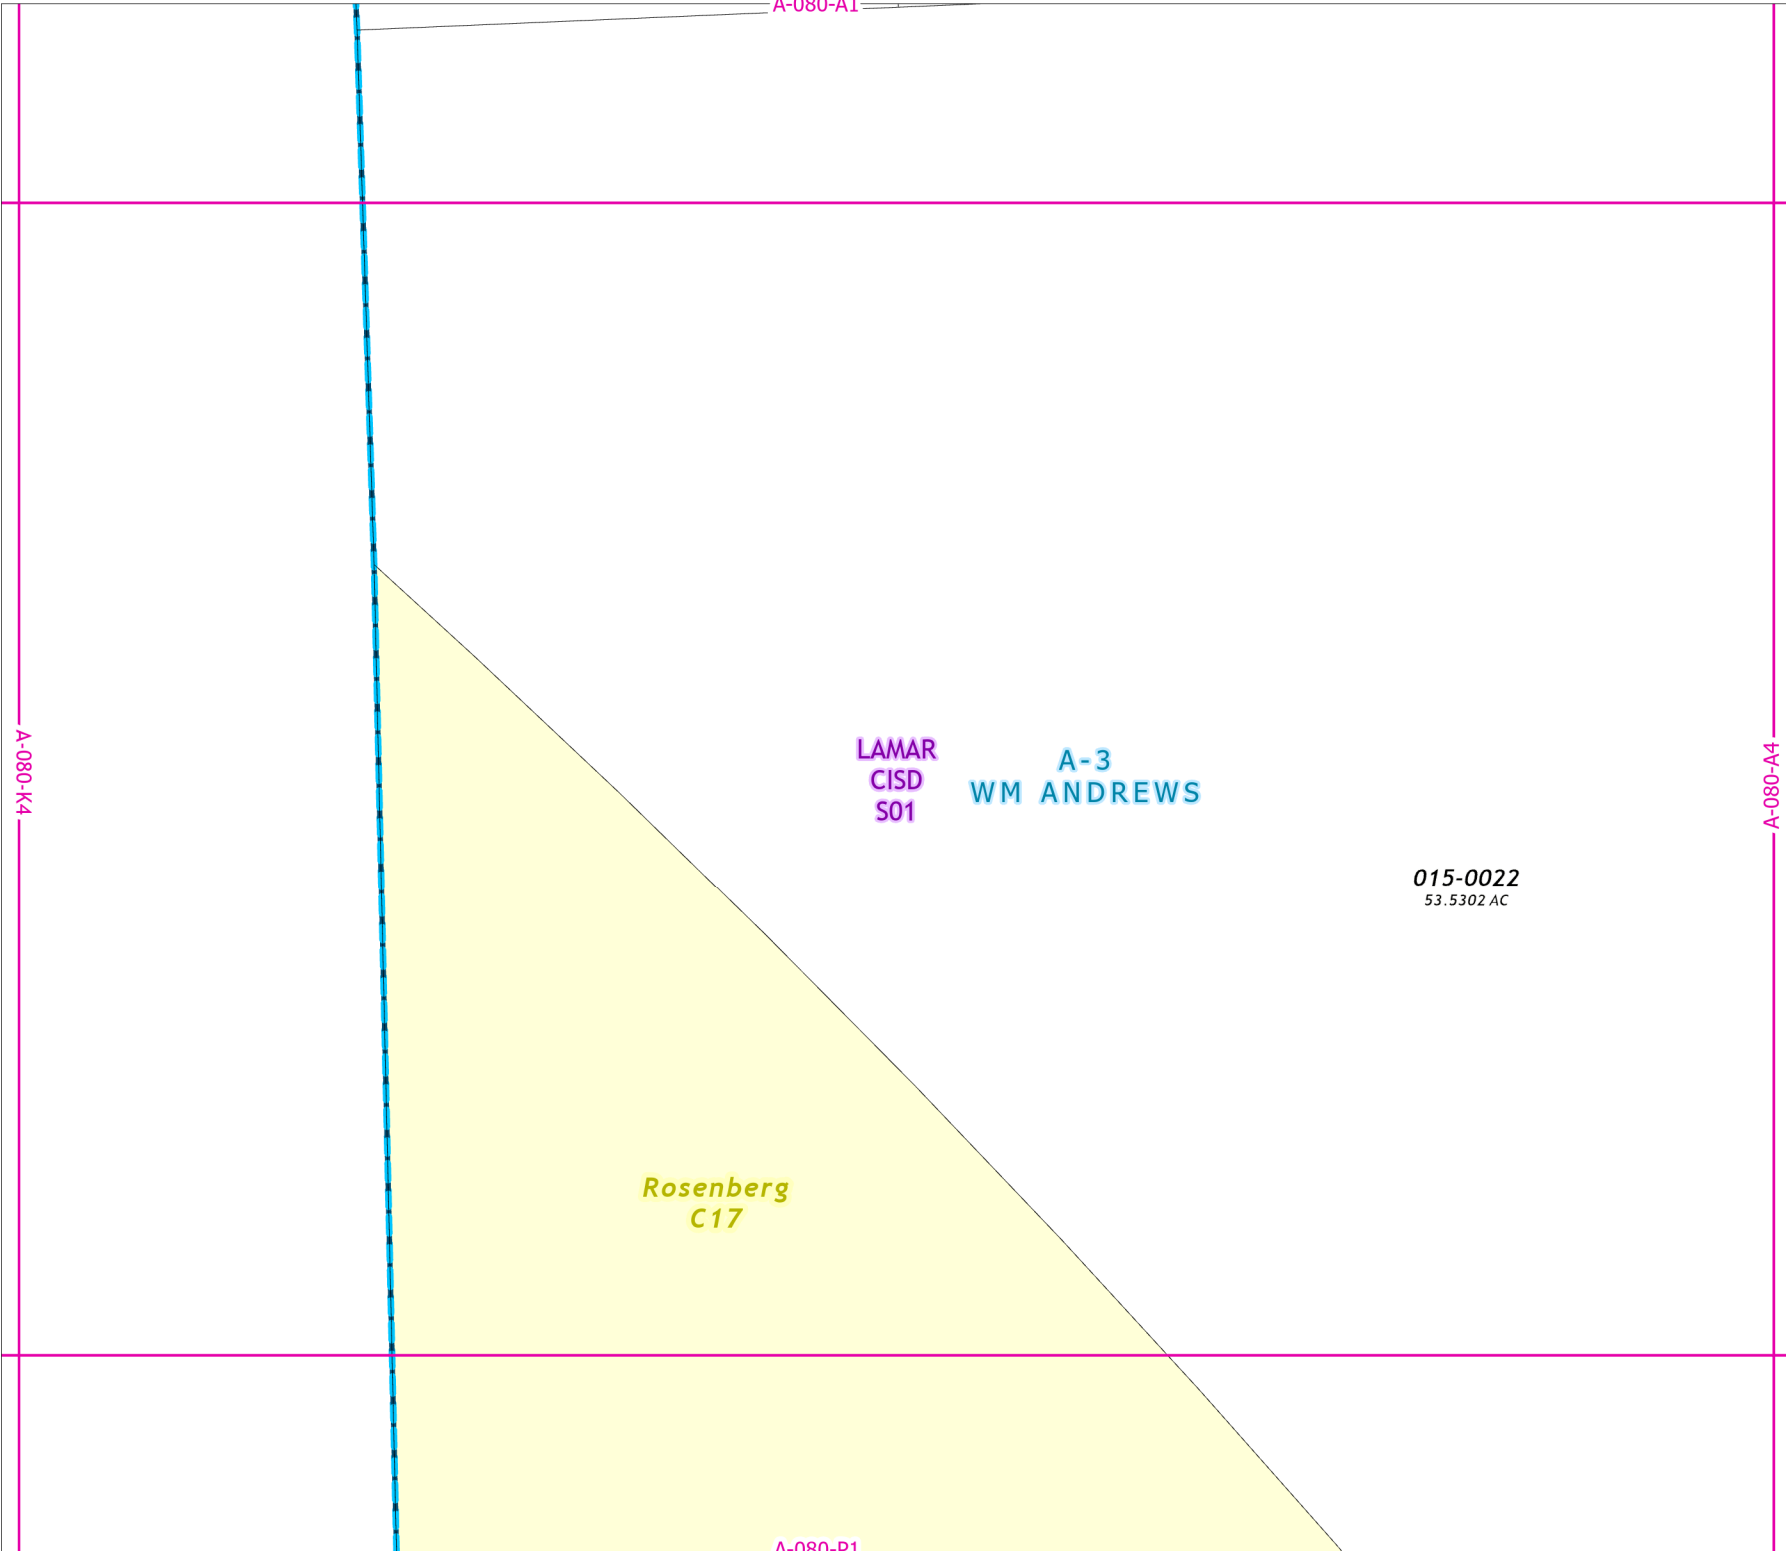 A-080-A1
A-080-K4
LAMAR
CISD
S01
A-3
WM ANDREWS
A-080-A4
015-0022
53.5302 AC
Rosenberg
C17